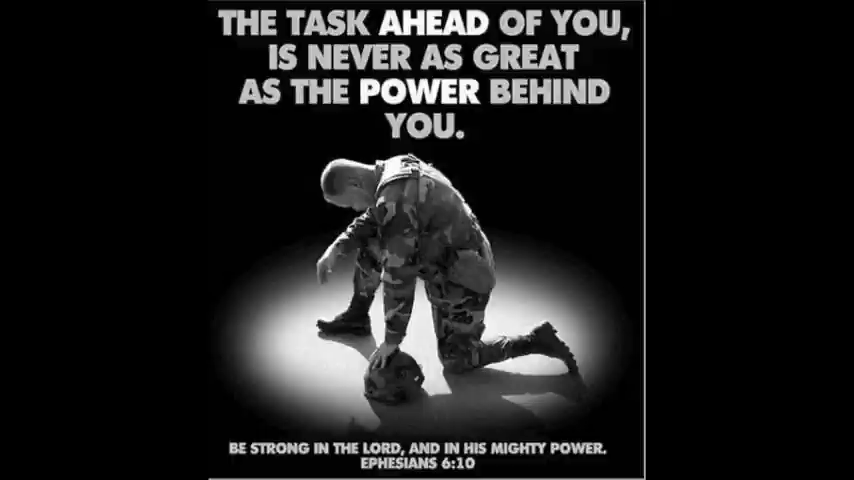 THE TASK AHEAD OF YOU,
IS NEVER AS GREAT
AS THE POWER BEHIND
YOU.
BE STRONG IN THE LORD, AND IN HIS MIGHTY POWER.
EPHESIANS 6:10